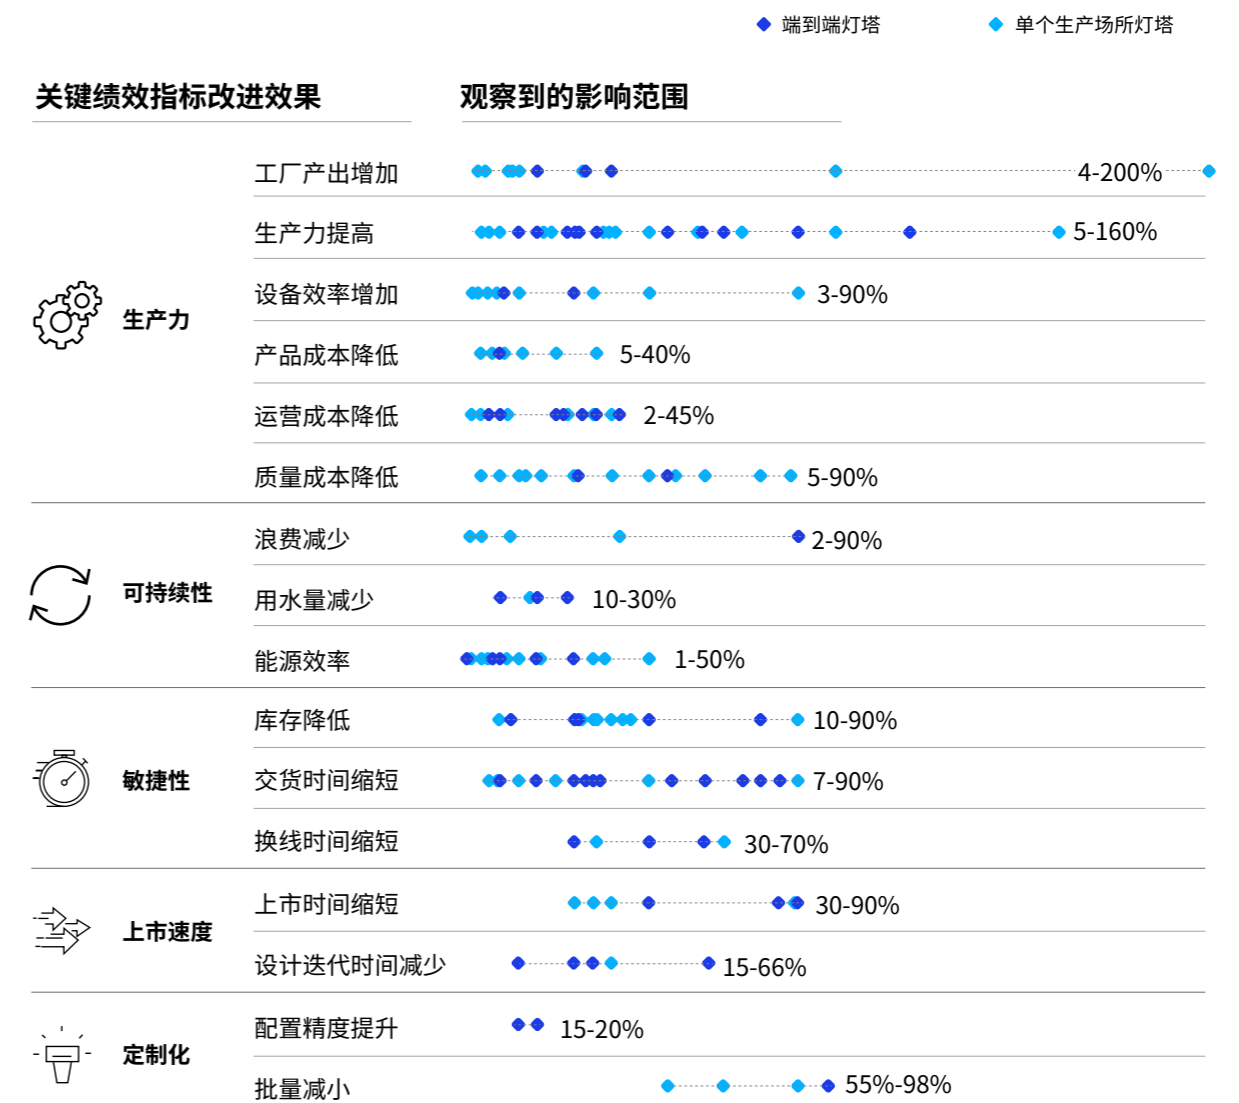 端到端灯塔 单个生产场所灯塔
关键绩效指标改进效果 观察到的影响范围
工厂产出增加 4-200%
生产力提高 5-160%
设备效率增加 3-90%
生产力
产品成本降低 5-40%
运营成本降低 2-45%
质量成本降低 5-90%
浪费减少 2-90%
可持续性
用水量减少 10-30%
能源效率 1-50%
库存降低 10-90%
敏捷性
交货时间缩短 7-90%
换线时间缩短 30-70%
上市时间缩短 30-90%
上市速度
设计迭代时间减少 15-66%
配置精度提升 15-20%
定制化
批量减小 55%-98%